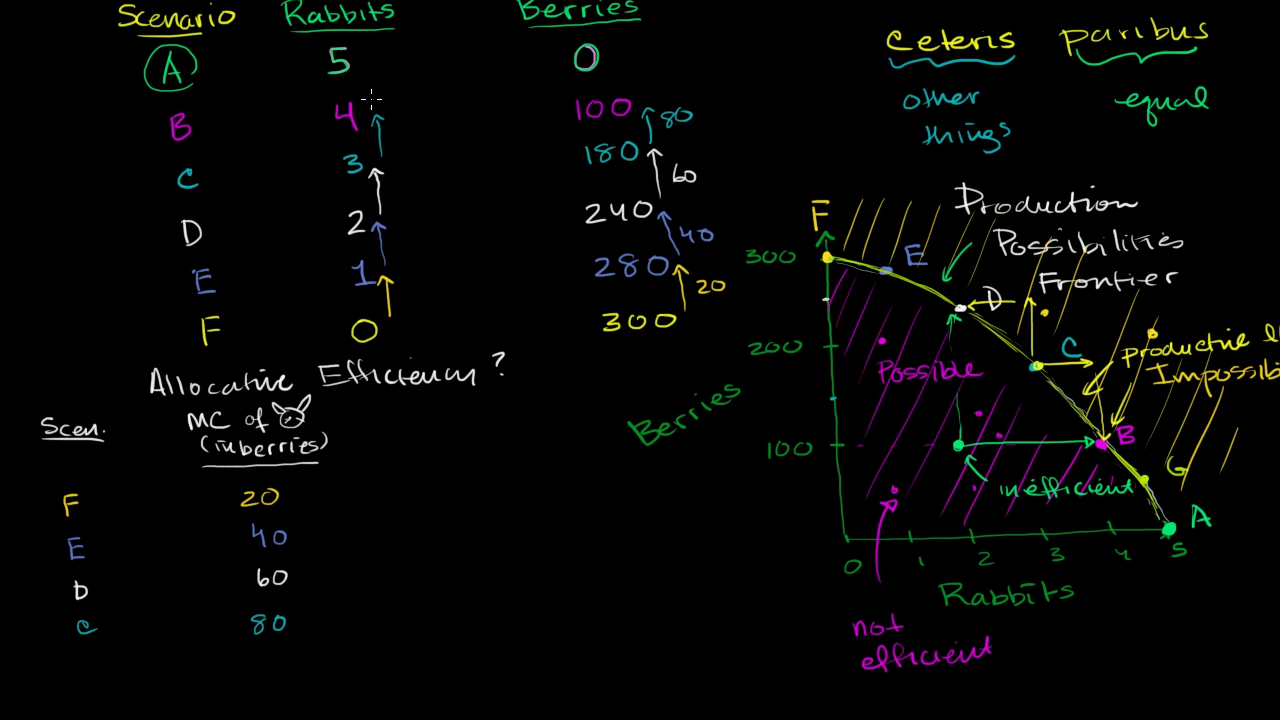 Scenario Rabbits Berries
A 5 0
B 4 100 80
C 3 180 60
D 2 240 40
E 1 280 20
F 0 300
Allocative Efficiency?
Scen. MC of
(in berries)
F 20
E 40
D 60
C 80
Ceteris paribus
other equal
things
Production
Possibilities
Frontier
F
300
E
D
C
200
Possible
productive
Berries
B
100
G
inefficient
A
0 1 2 3 4 5
Rabbits
not
efficient